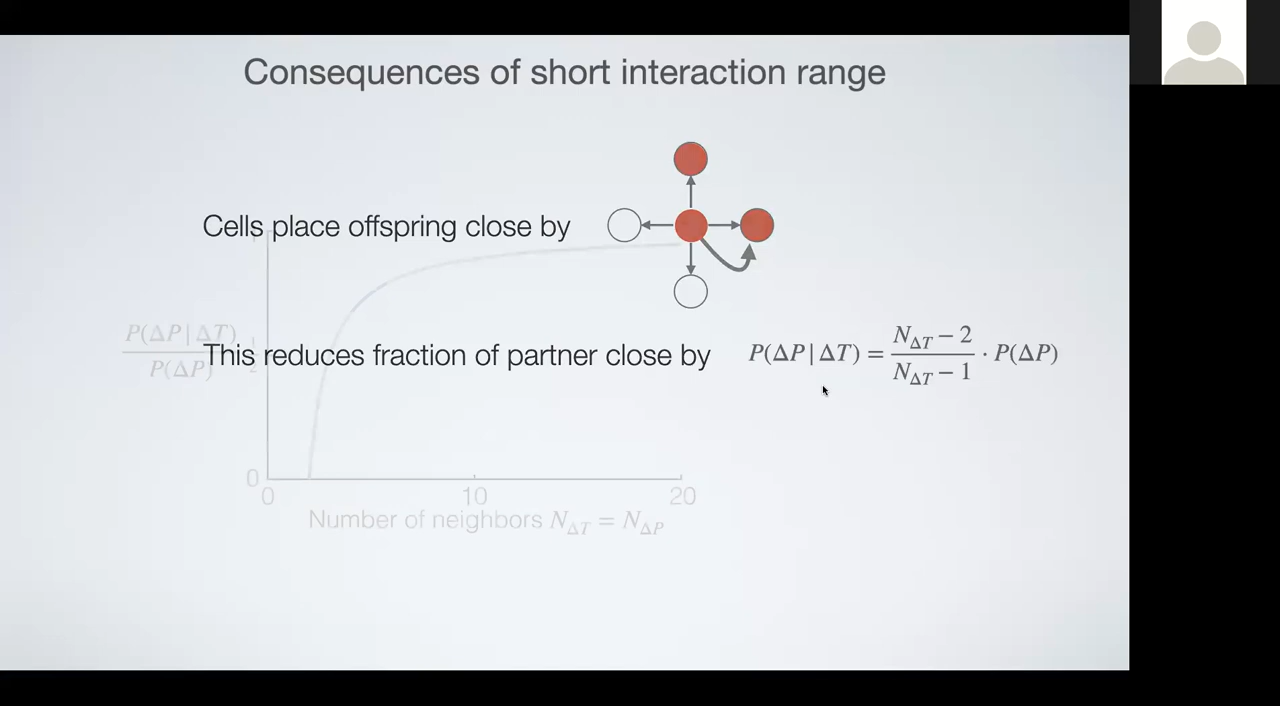 Consequences of short interaction range
Cells place offspring close by
This reduces fraction of partner close by
P(ΔP | ΔT) = (N_ΔT − 2)/(N_ΔT − 1) · P(ΔP)
P(ΔP | ΔT)
P(ΔP)
0
0 10 20
Number of neighbors N_ΔT = N_ΔP